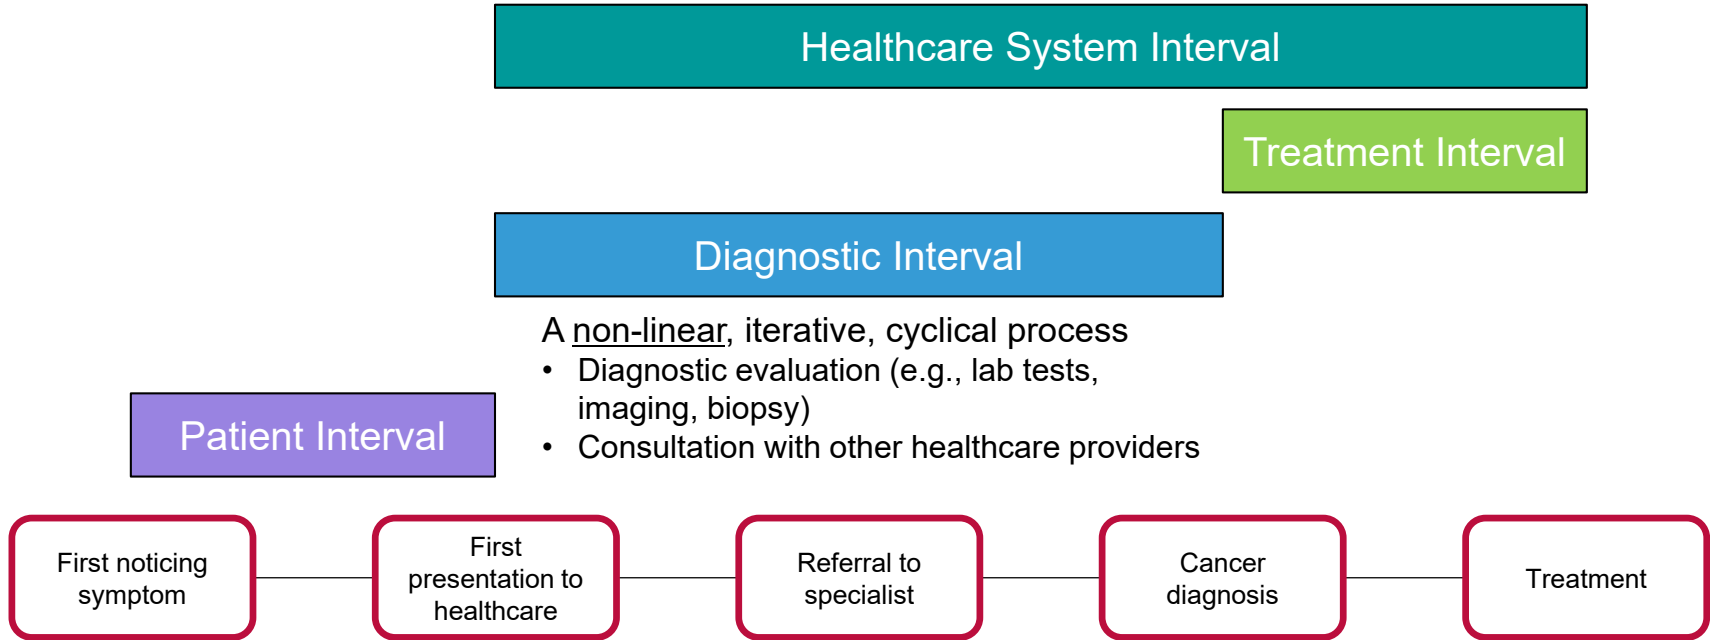 Healthcare System Interval
Treatment Interval
Diagnostic Interval
A non-linear, iterative, cyclical process
• Diagnostic evaluation (e.g., lab tests,
imaging, biopsy)
• Consultation with other healthcare providers
Patient Interval
First noticing
symptom
First
presentation to
healthcare
Referral to
specialist
Cancer
diagnosis
Treatment